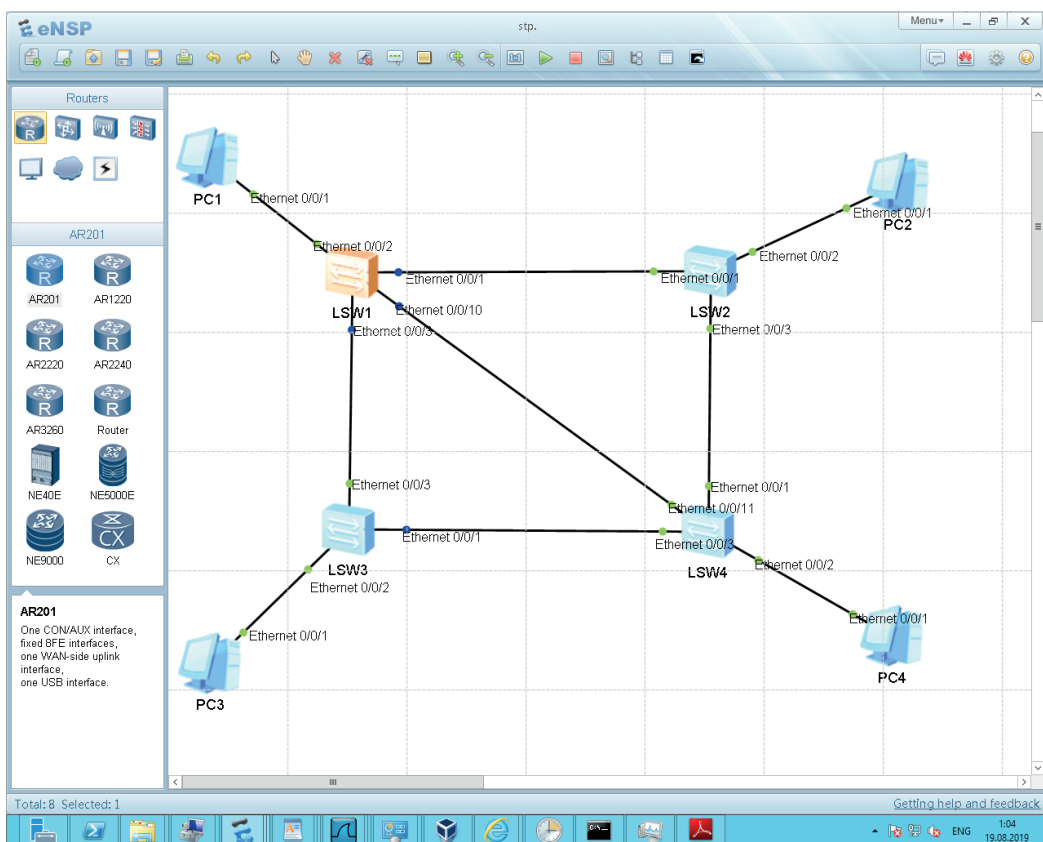 eNSP
stp.
Menu
Routers
R
AR201
R
R
AR201
AR1220
R
R
AR2220
AR2240
R
R
AR3260
Router
NE40E
NE5000E
CX
NE9000
CX
AR201
One CON/AUX interface,
fixed 8FE interfaces,
one WAN-side uplink
interface,
one USB interface.
PC1
Ethernet 0/0/1
Ethernet 0/0/2
LSW1
Ethernet 0/0/1
Ethernet 0/0/10
Ethernet 0/0/3
Ethernet 0/0/1
LSW2
Ethernet 0/0/2
Ethernet 0/0/3
Ethernet 0/0/1
PC2
Ethernet 0/0/3
Ethernet 0/0/1
LSW3
Ethernet 0/0/2
Ethernet 0/0/1
PC3
Ethernet 0/0/1
Ethernet 0/0/11
Ethernet 0/0/3
LSW4
Ethernet 0/0/2
Ethernet 0/0/1
PC4
Total: 8 Selected: 1
Getting help and feedback
ENG
1:04
19.08.2019